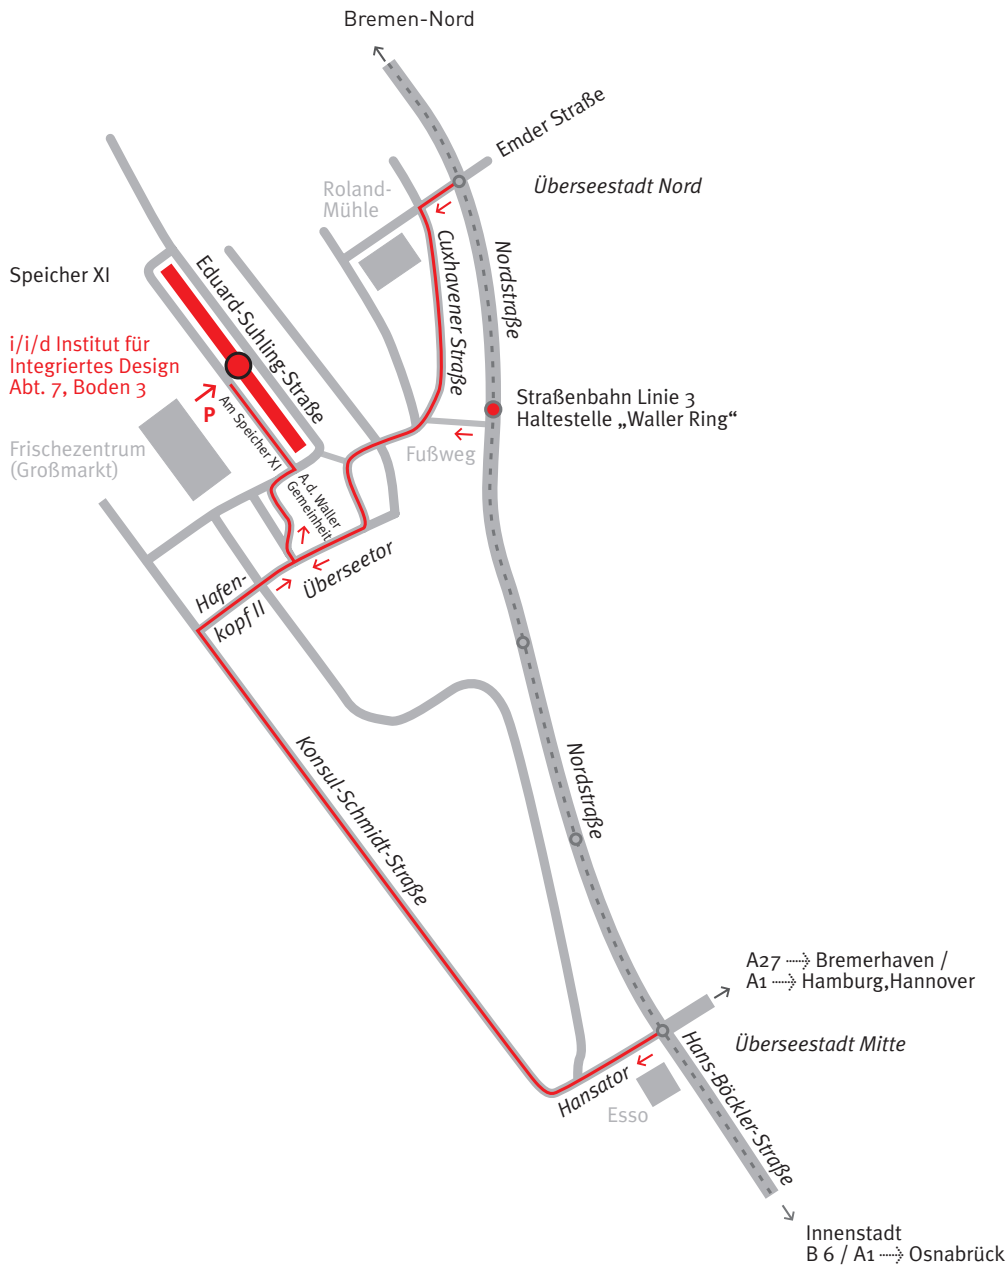 Bremen-Nord
Emder Straße
Überseestadt Nord
Roland-
Mühle
Cuxhavener Straße
Nordstraße
Speicher XI
Eduard-Suhling-Straße
i/i/d Institut für
Integriertes Design
Abt. 7, Boden 3
P
Am Speicher XI
Straßenbahn Linie 3
Haltestelle „Waller Ring“
Fußweg
Frischezentrum
(Großmarkt)
A.d. Waller
Gemeinheit
Überseetor
Hafen-
kopf II
Konsul-Schmidt-Straße
Nordstraße
A27 ····> Bremerhaven /
A1 ····> Hamburg,Hannover
Überseestadt Mitte
Hansator
Esso
Hans-Böckler-Straße
Innenstadt
B 6 / A1 ····> Osnabrück